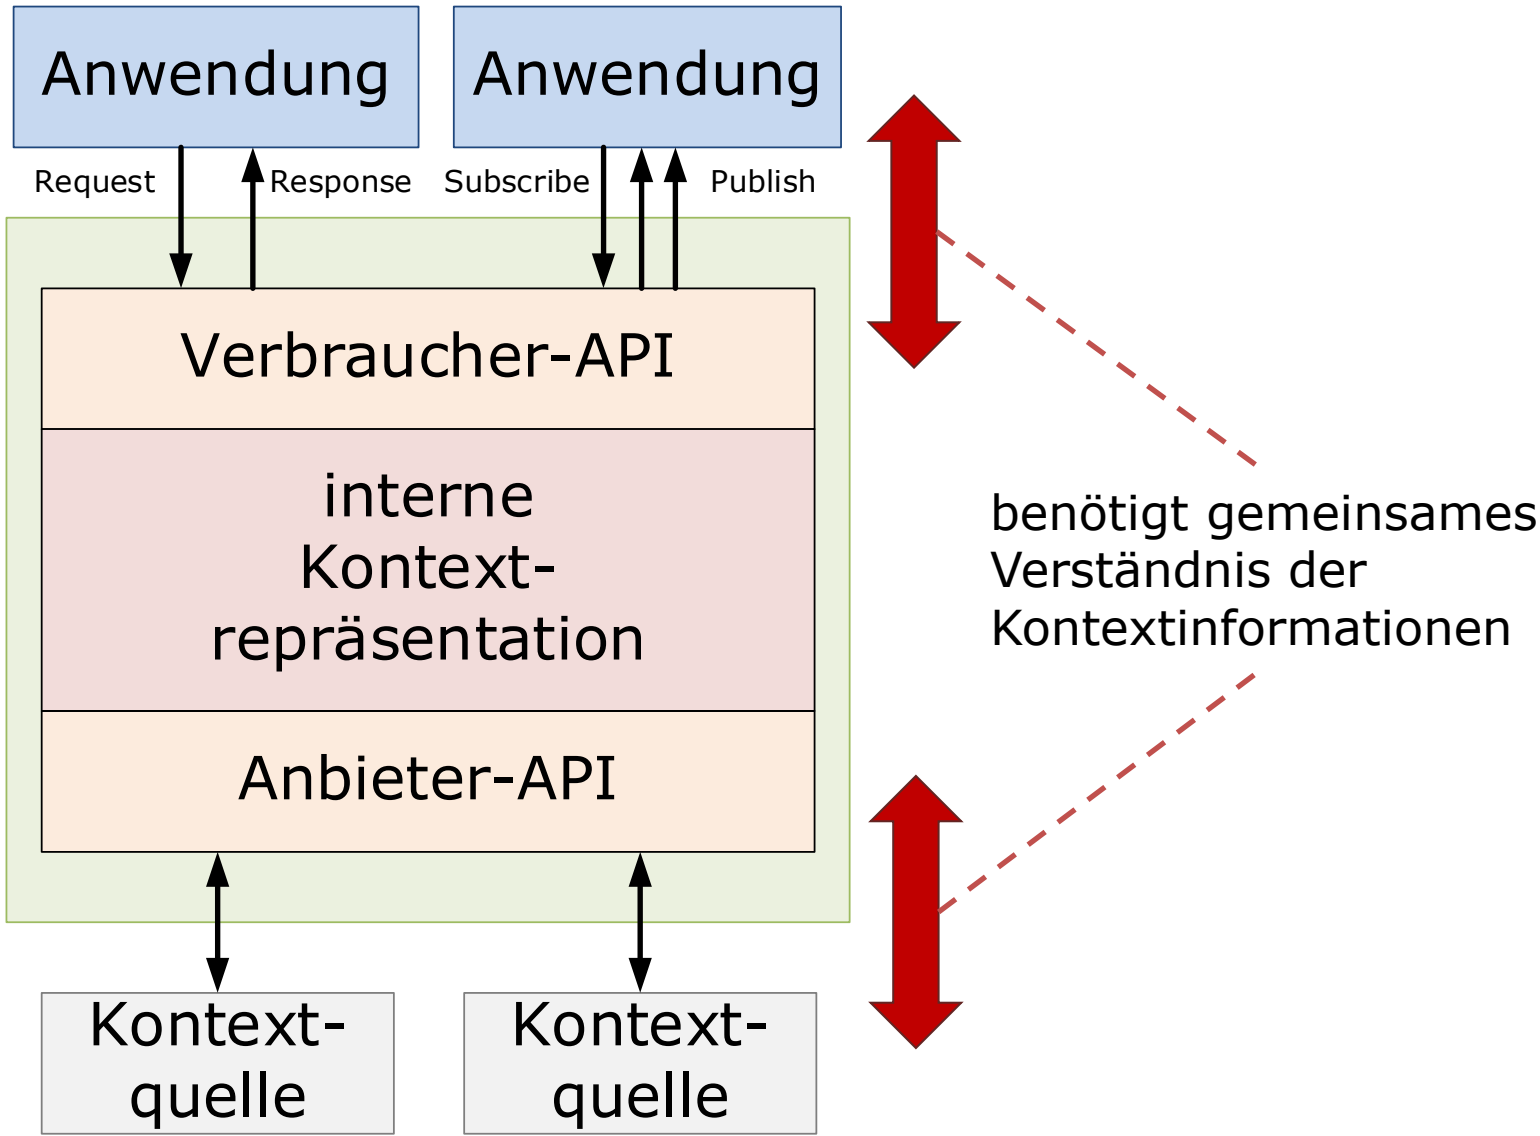 Anwendung
Anwendung
Request
Response
Subscribe
Publish
Verbraucher-API
interne
Kontext-
repräsentation
benötigt gemeinsames
Verständnis der
Kontextinformationen
Anbieter-API
Kontext-
quelle
Kontext-
quelle